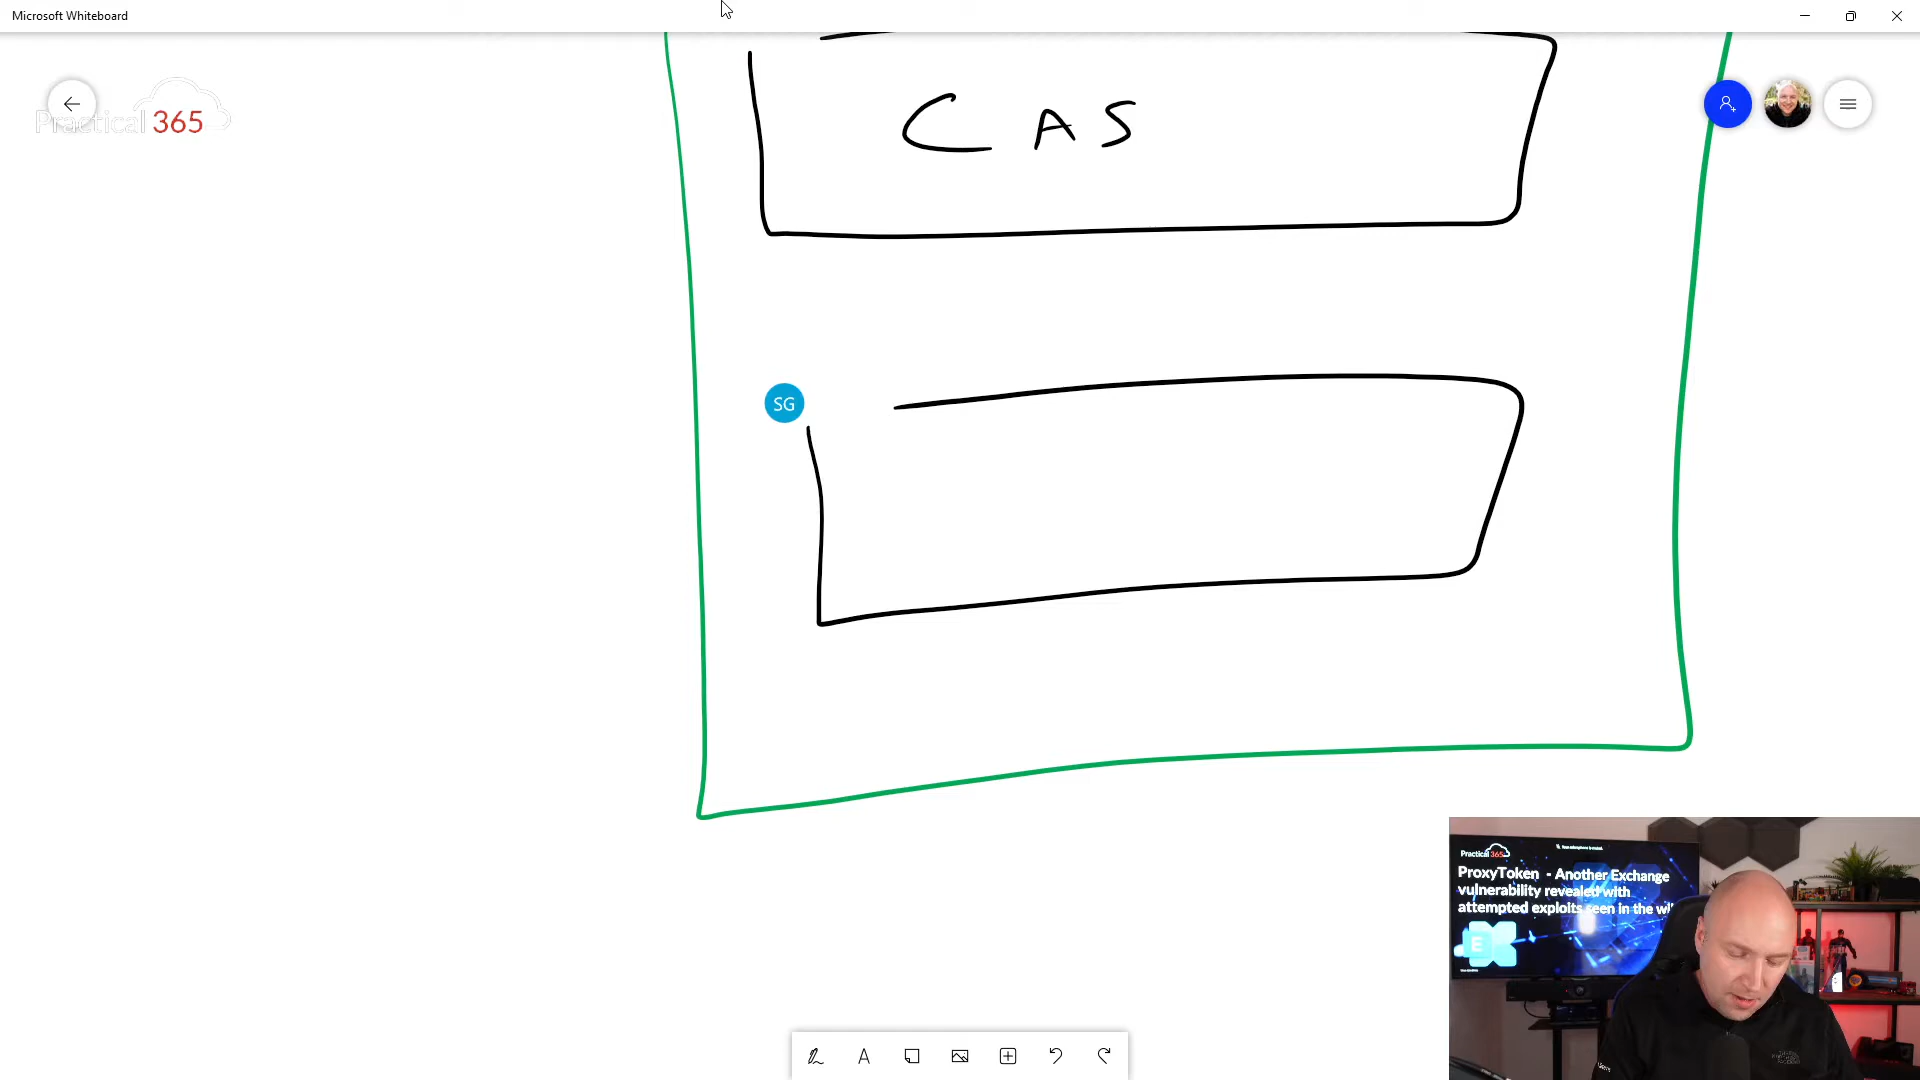 Microsoft Whiteboard
Practical 365
CAS
SG
Practical 365
ProxyToken - Another Exchange
vulnerability revealed with
attempted exploits seen in the wil
E